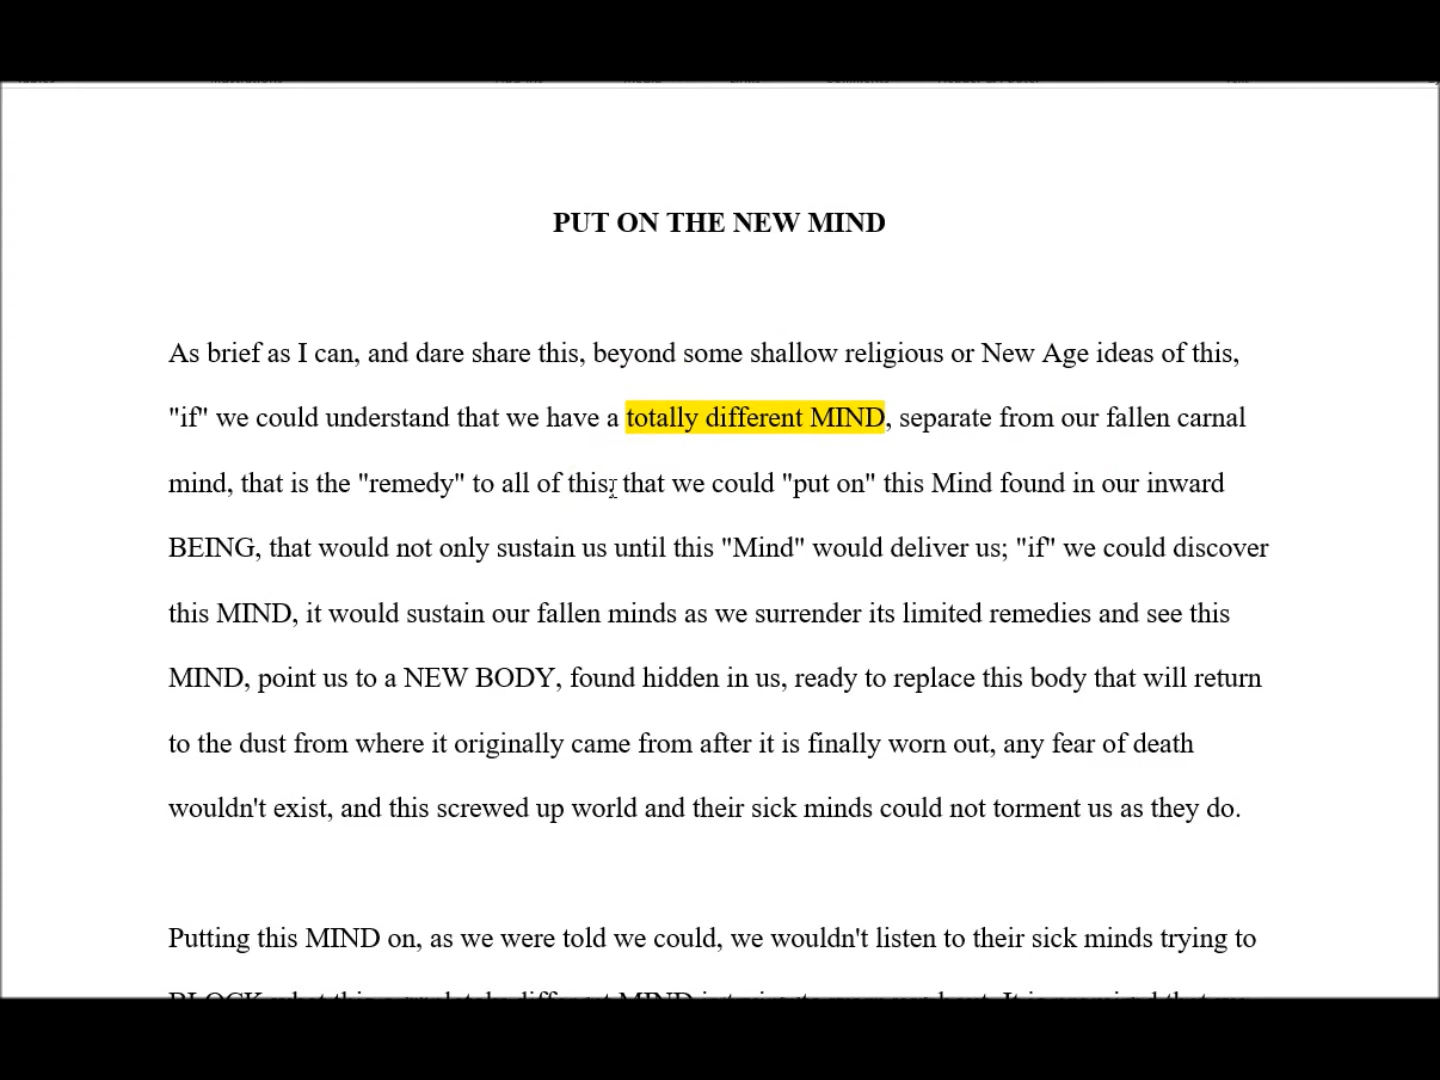 PUT ON THE NEW MIND
As brief as I can, and dare share this, beyond some shallow religious or New Age ideas of this,
"if" we could understand that we have a totally different MIND, separate from our fallen carnal
mind, that is the "remedy" to all of this; that we could "put on" this Mind found in our inward
BEING, that would not only sustain us until this "Mind" would deliver us; "if" we could discover
this MIND, it would sustain our fallen minds as we surrender its limited remedies and see this
MIND, point us to a NEW BODY, found hidden in us, ready to replace this body that will return
to the dust from where it originally came from after it is finally worn out, any fear of death
wouldn't exist, and this screwed up world and their sick minds could not torment us as they do.
Putting this MIND on, as we were told we could, we wouldn't listen to their sick minds trying to